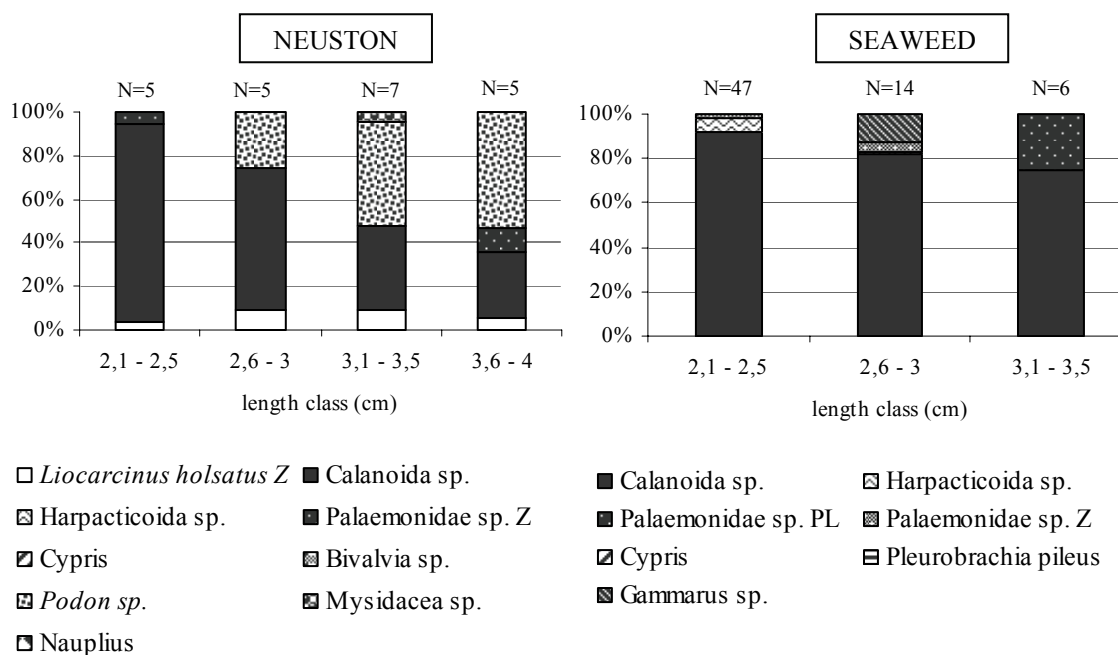 NEUSTON
N=5 N=5 N=7 N=5
100%
80%
60%
40%
20%
0%
2,1 - 2,5 2,6 - 3 3,1 - 3,5 3,6 - 4
length class (cm)
Liocarcinus holsatus Z Calanoida sp.
Harpacticoida sp. Palaemonidae sp. Z
Cypris Bivalvia sp.
Podon sp. Mysidacea sp.
Nauplius
SEAWEED
N=47 N=14 N=6
100%
80%
60%
40%
20%
0%
2,1 - 2,5 2,6 - 3 3,1 - 3,5
length class (cm)
Calanoida sp. Harpacticoida sp.
Palaemonidae sp. PL Palaemonidae sp. Z
Cypris Pleurobrachia pileus
Gammarus sp.